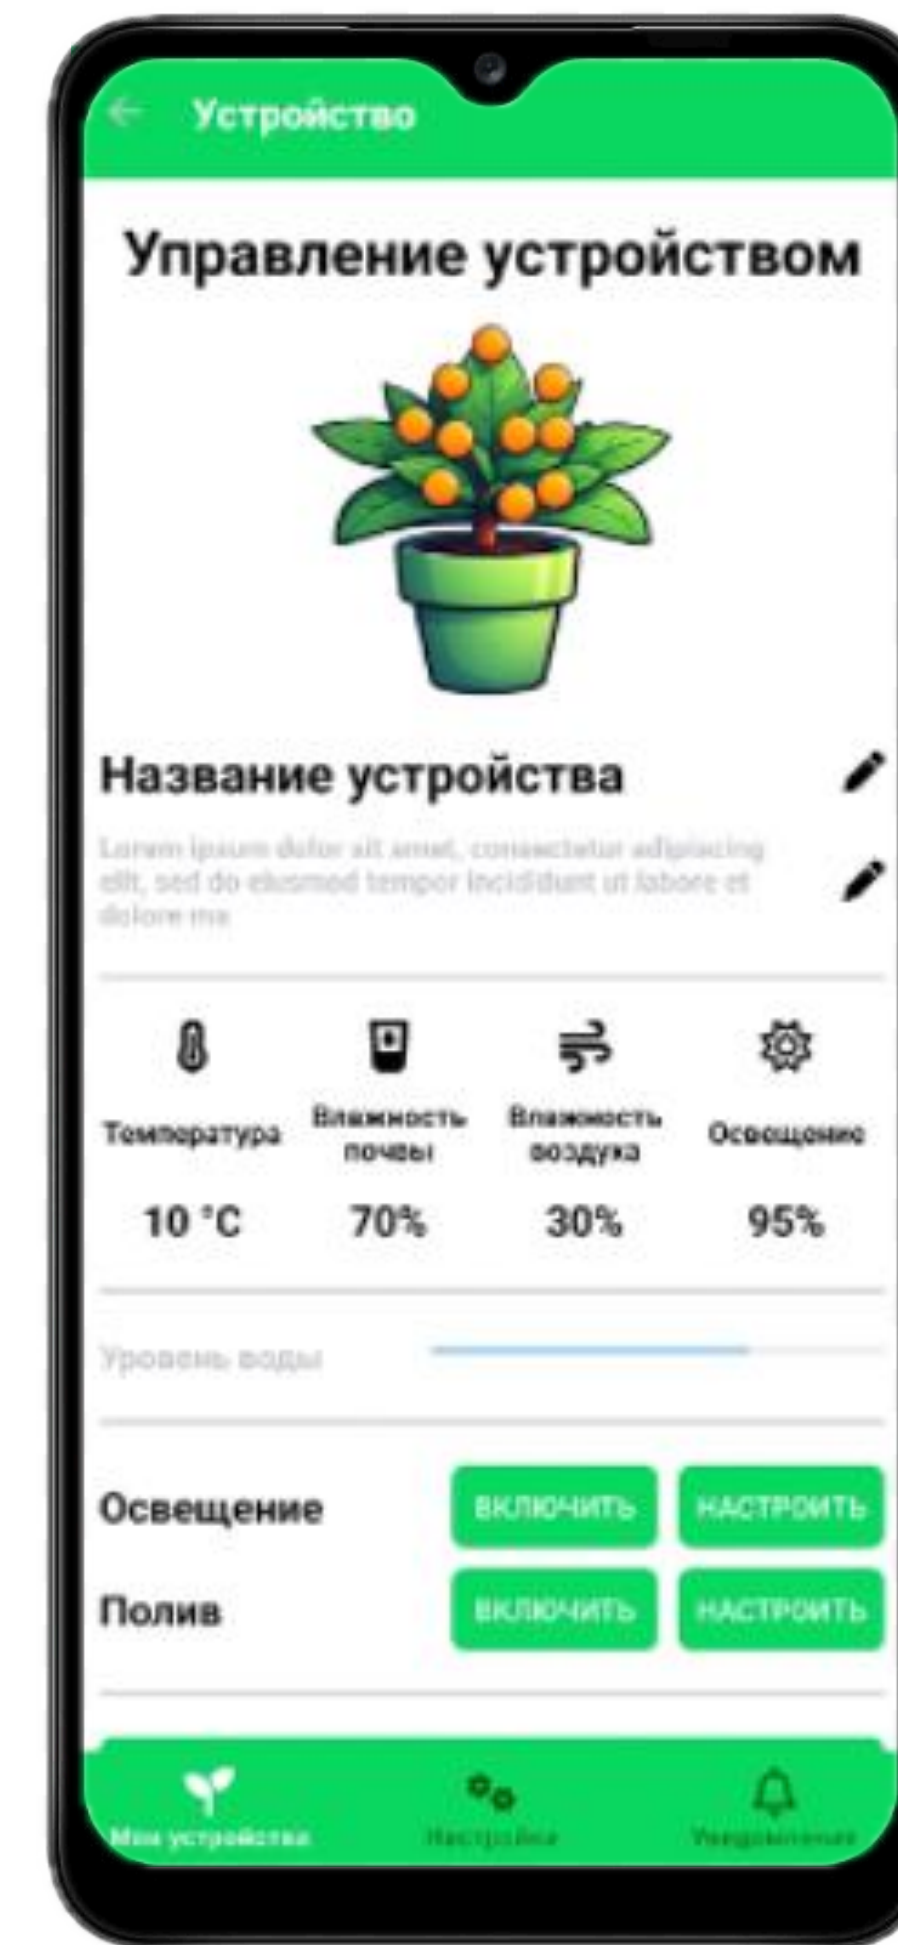 Устройство
Управление устройством
Название устройства
Lorem ipsum dolor sit amet, consectetur adipiscing
elit, sed do eiusmod tempor incididunt ut labore et
dolore ma
Температура
Влажность
почвы
Влажность
воздуха
Освещение
10 °C
70%
30%
95%
Уровень воды
Освещение
ВКЛЮЧИТЬ
НАСТРОИТЬ
Полив
ВКЛЮЧИТЬ
НАСТРОИТЬ
Мои устройства
Настройки
Уведомления